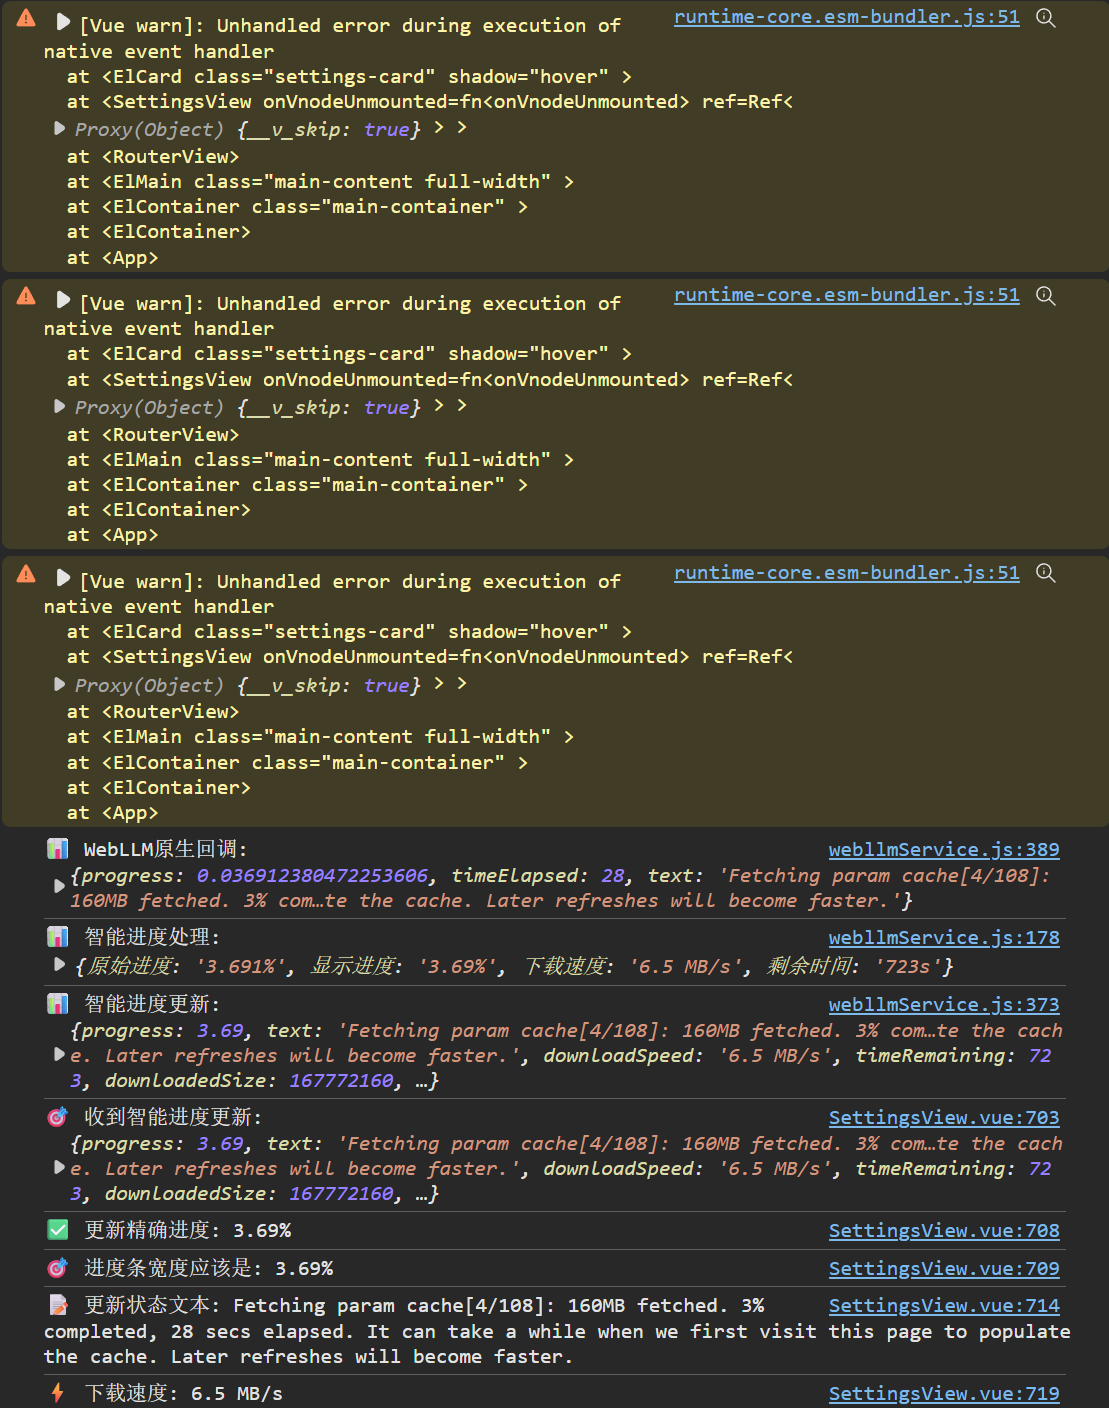 [Vue warn]: Unhandled error during execution of runtime-core.esm-bundler.js:51
native event handler
at <ElCard class="settings-card" shadow="hover" >
at <SettingsView onVnodeUnmounted=fn<onVnodeUnmounted> ref=Ref<
Proxy(Object) {__v_skip: true} > >
at <RouterView>
at <ElMain class="main-content full-width" >
at <ElContainer class="main-container" >
at <ElContainer>
at <App>
[Vue warn]: Unhandled error during execution of runtime-core.esm-bundler.js:51
native event handler
at <ElCard class="settings-card" shadow="hover" >
at <SettingsView onVnodeUnmounted=fn<onVnodeUnmounted> ref=Ref<
Proxy(Object) {__v_skip: true} > >
at <RouterView>
at <ElMain class="main-content full-width" >
at <ElContainer class="main-container" >
at <ElContainer>
at <App>
[Vue warn]: Unhandled error during execution of runtime-core.esm-bundler.js:51
native event handler
at <ElCard class="settings-card" shadow="hover" >
at <SettingsView onVnodeUnmounted=fn<onVnodeUnmounted> ref=Ref<
Proxy(Object) {__v_skip: true} > >
at <RouterView>
at <ElMain class="main-content full-width" >
at <ElContainer class="main-container" >
at <ElContainer>
at <App>
📊 WebLLM原生回调: webllmService.js:389
{progress: 0.036912380472253606, timeElapsed: 28, text: 'Fetching param cache[4/108]:
160MB fetched. 3% com…te the cache. Later refreshes will become faster.'}
📊 智能进度处理: webllmService.js:178
{原始进度: '3.691%', 显示进度: '3.69%', 下载速度: '6.5 MB/s', 剩余时间: '723s'}
📊 智能进度更新: webllmService.js:373
{progress: 3.69, text: 'Fetching param cache[4/108]: 160MB fetched. 3% com…te the cach
e. Later refreshes will become faster.', downloadSpeed: '6.5 MB/s', timeRemaining: 72
3, downloadedSize: 167772160, …}
🎯 收到智能进度更新: SettingsView.vue:703
{progress: 3.69, text: 'Fetching param cache[4/108]: 160MB fetched. 3% com…te the cach
e. Later refreshes will become faster.', downloadSpeed: '6.5 MB/s', timeRemaining: 72
3, downloadedSize: 167772160, …}
✅ 更新精确进度: 3.69% SettingsView.vue:708
🎯 进度条宽度应该是: 3.69% SettingsView.vue:709
📝 更新状态文本: Fetching param cache[4/108]: 160MB fetched. 3% SettingsView.vue:714
completed, 28 secs elapsed. It can take a while when we first visit this page to populate
the cache. Later refreshes will become faster.
⚡ 下载速度: 6.5 MB/s SettingsView.vue:719